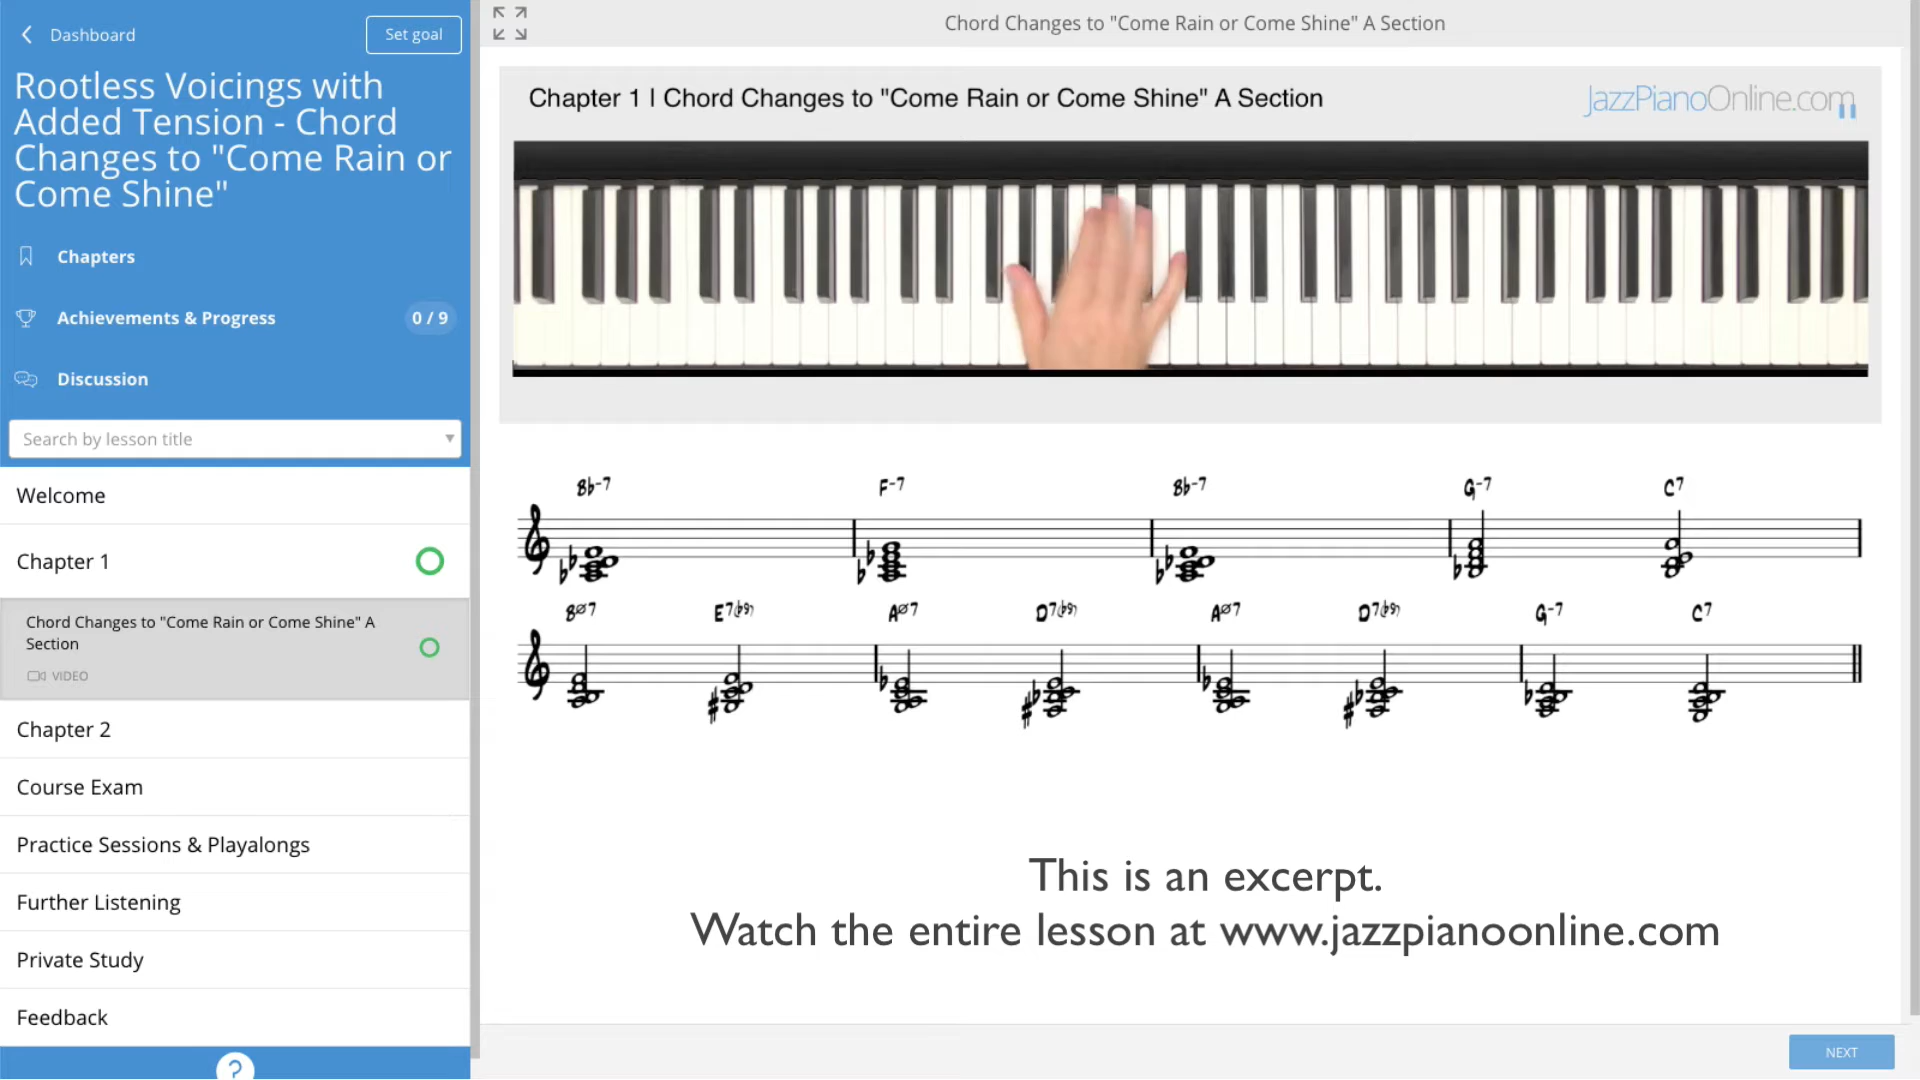 Dashboard
Set goal
Rootless Voicings with
Added Tension - Chord
Changes to "Come Rain or
Come Shine"
Chapters
Achievements & Progress
0 / 9
Discussion
Search by lesson title
Welcome
Chapter 1
Chord Changes to "Come Rain or Come Shine" A
Section
VIDEO
Chapter 2
Course Exam
Practice Sessions & Playalongs
Further Listening
Private Study
Feedback
?
Chord Changes to "Come Rain or Come Shine" A Section
Chapter 1 | Chord Changes to "Come Rain or Come Shine" A Section
JazzPianoOnline.com
B♭-7 F-7 B♭-7 G-7 C7
Bø7 E7(♭9) Aø7 D7(♭9) Aø7 D7(♭9) G-7 C7
This is an excerpt.
Watch the entire lesson at www.jazzpianoonline.com
NEXT